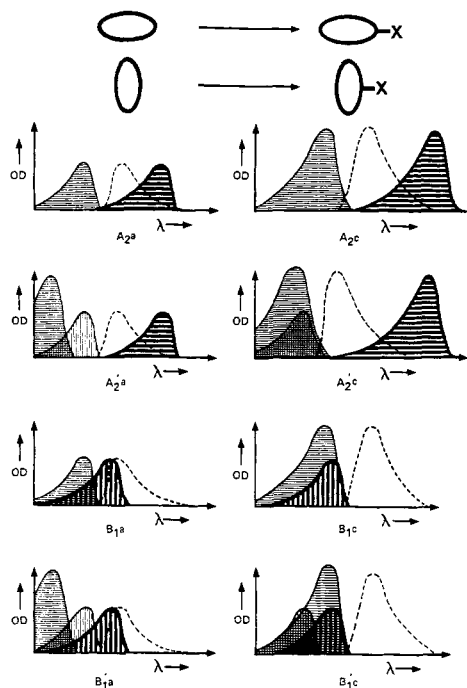 X
X
OD λ OD λ
A₂a A₂c
OD λ OD λ
A₂'a A₂'c
OD λ OD λ
B₁a B₁c
OD λ OD λ
B₁'a B₁'c